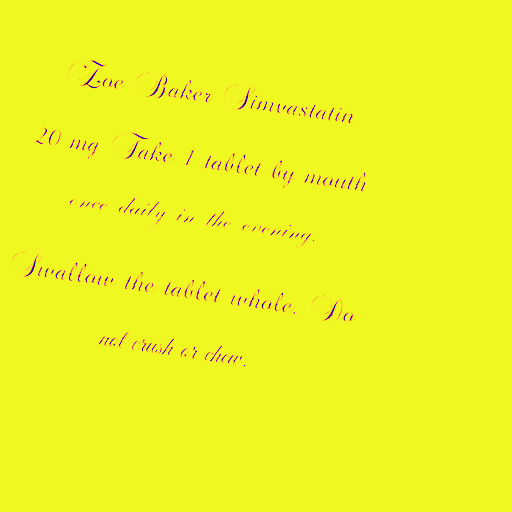 Zoe Baker Simvastatin
20 mg Take 1 tablet by mouth
once daily in the evening.
Swallow the tablet whole. Do
not crush or chew.